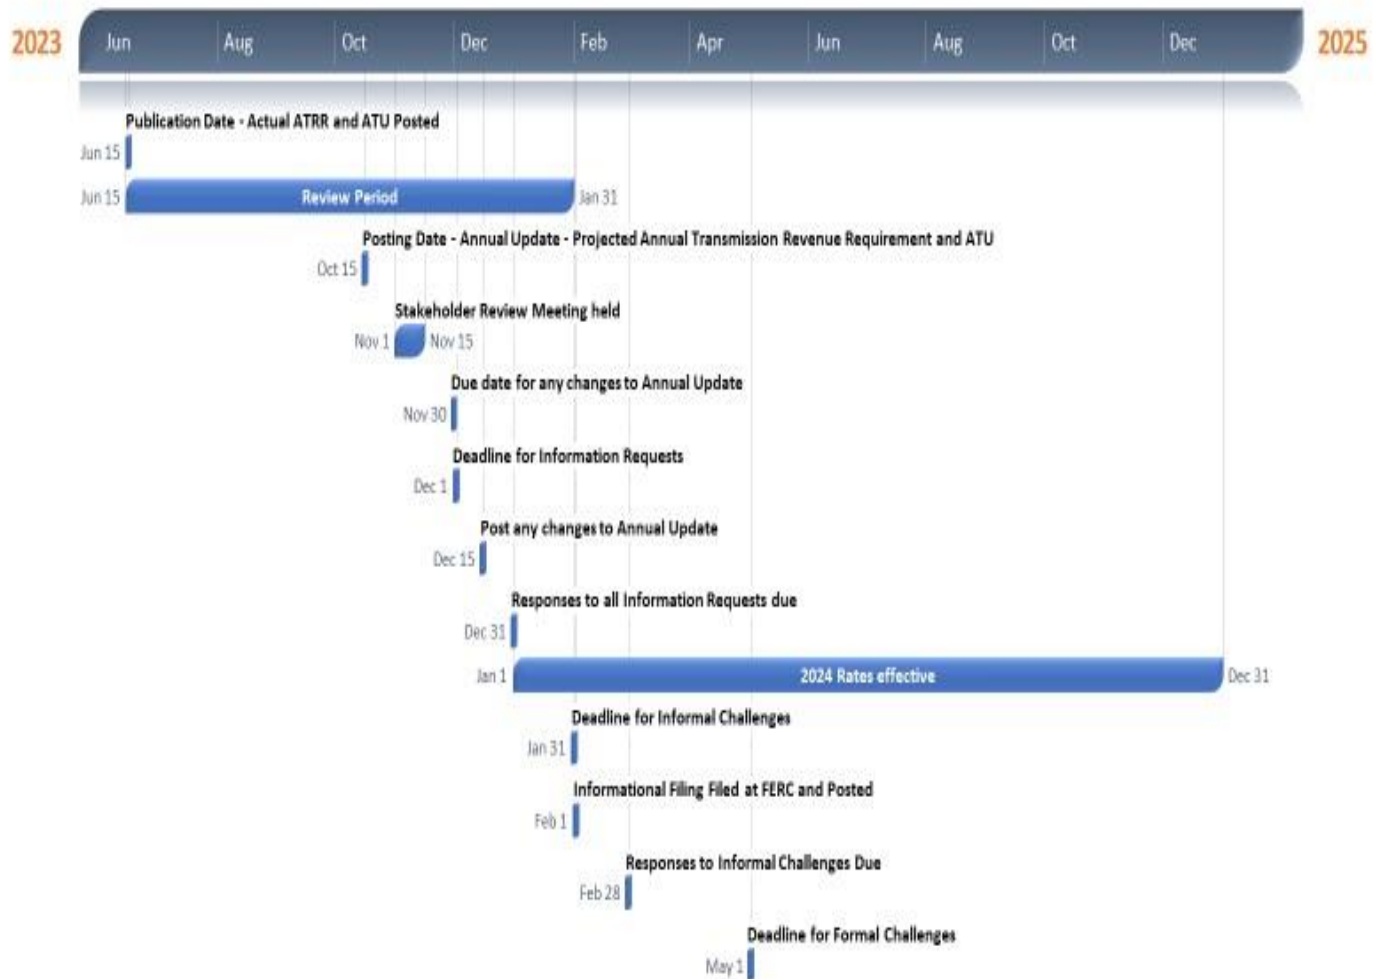 2023 Jun Aug Oct Dec Feb Apr Jun Aug Oct Dec 2025
Publication Date - Actual ATRR and ATU Posted
Jun 15
Jun 15 Review Period Jan 31
Posting Date - Annual Update - Projected Annual Transmission Revenue Requirement and ATU
Oct 15
Stakeholder Review Meeting held
Nov 1 Nov 15
Due date for any changes to Annual Update
Nov 30
Deadline for Information Requests
Dec 1
Post any changes to Annual Update
Dec 15
Responses to all Information Requests due
Dec 31
Jan 1 2024 Rates effective Dec 31
Deadline for Informal Challenges
Jan 31
Informational Filing Filed at FERC and Posted
Feb 1
Responses to Informal Challenges Due
Feb 28
Deadline for Formal Challenges
May 1